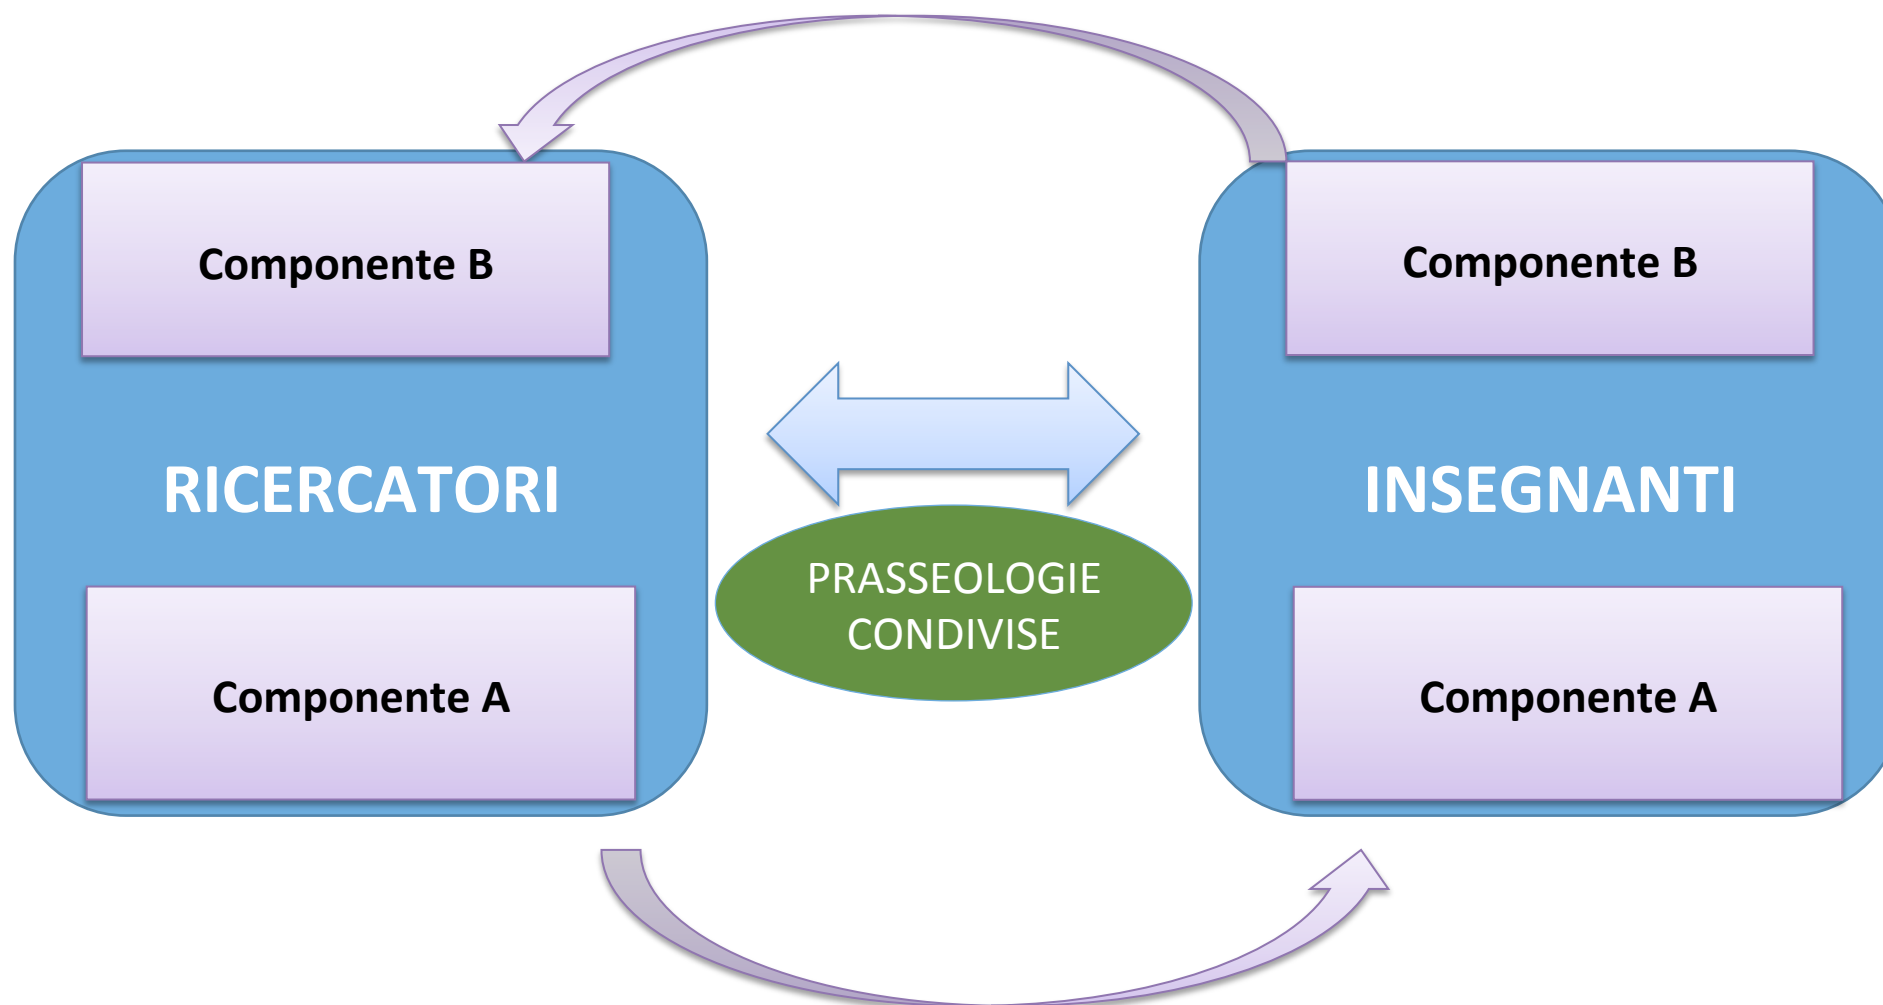 Componente B
Componente B
RICERCATORI
INSEGNANTI
PRASSEOLOGIE
CONDIVISE
Componente A
Componente A